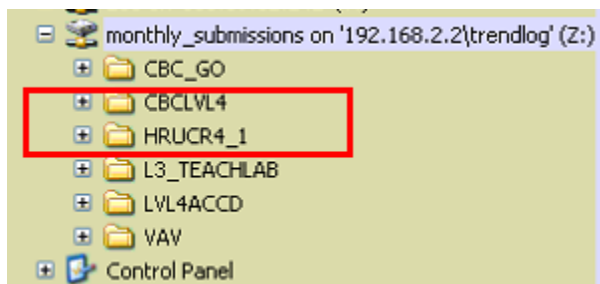 monthly_submissions on '192.168.2.2\trendlog' (Z:)
CBC_GO
CBCLVL4
HRUCR4_1
L3_TEACHLAB
LVL4ACCD
VAV
Control Panel